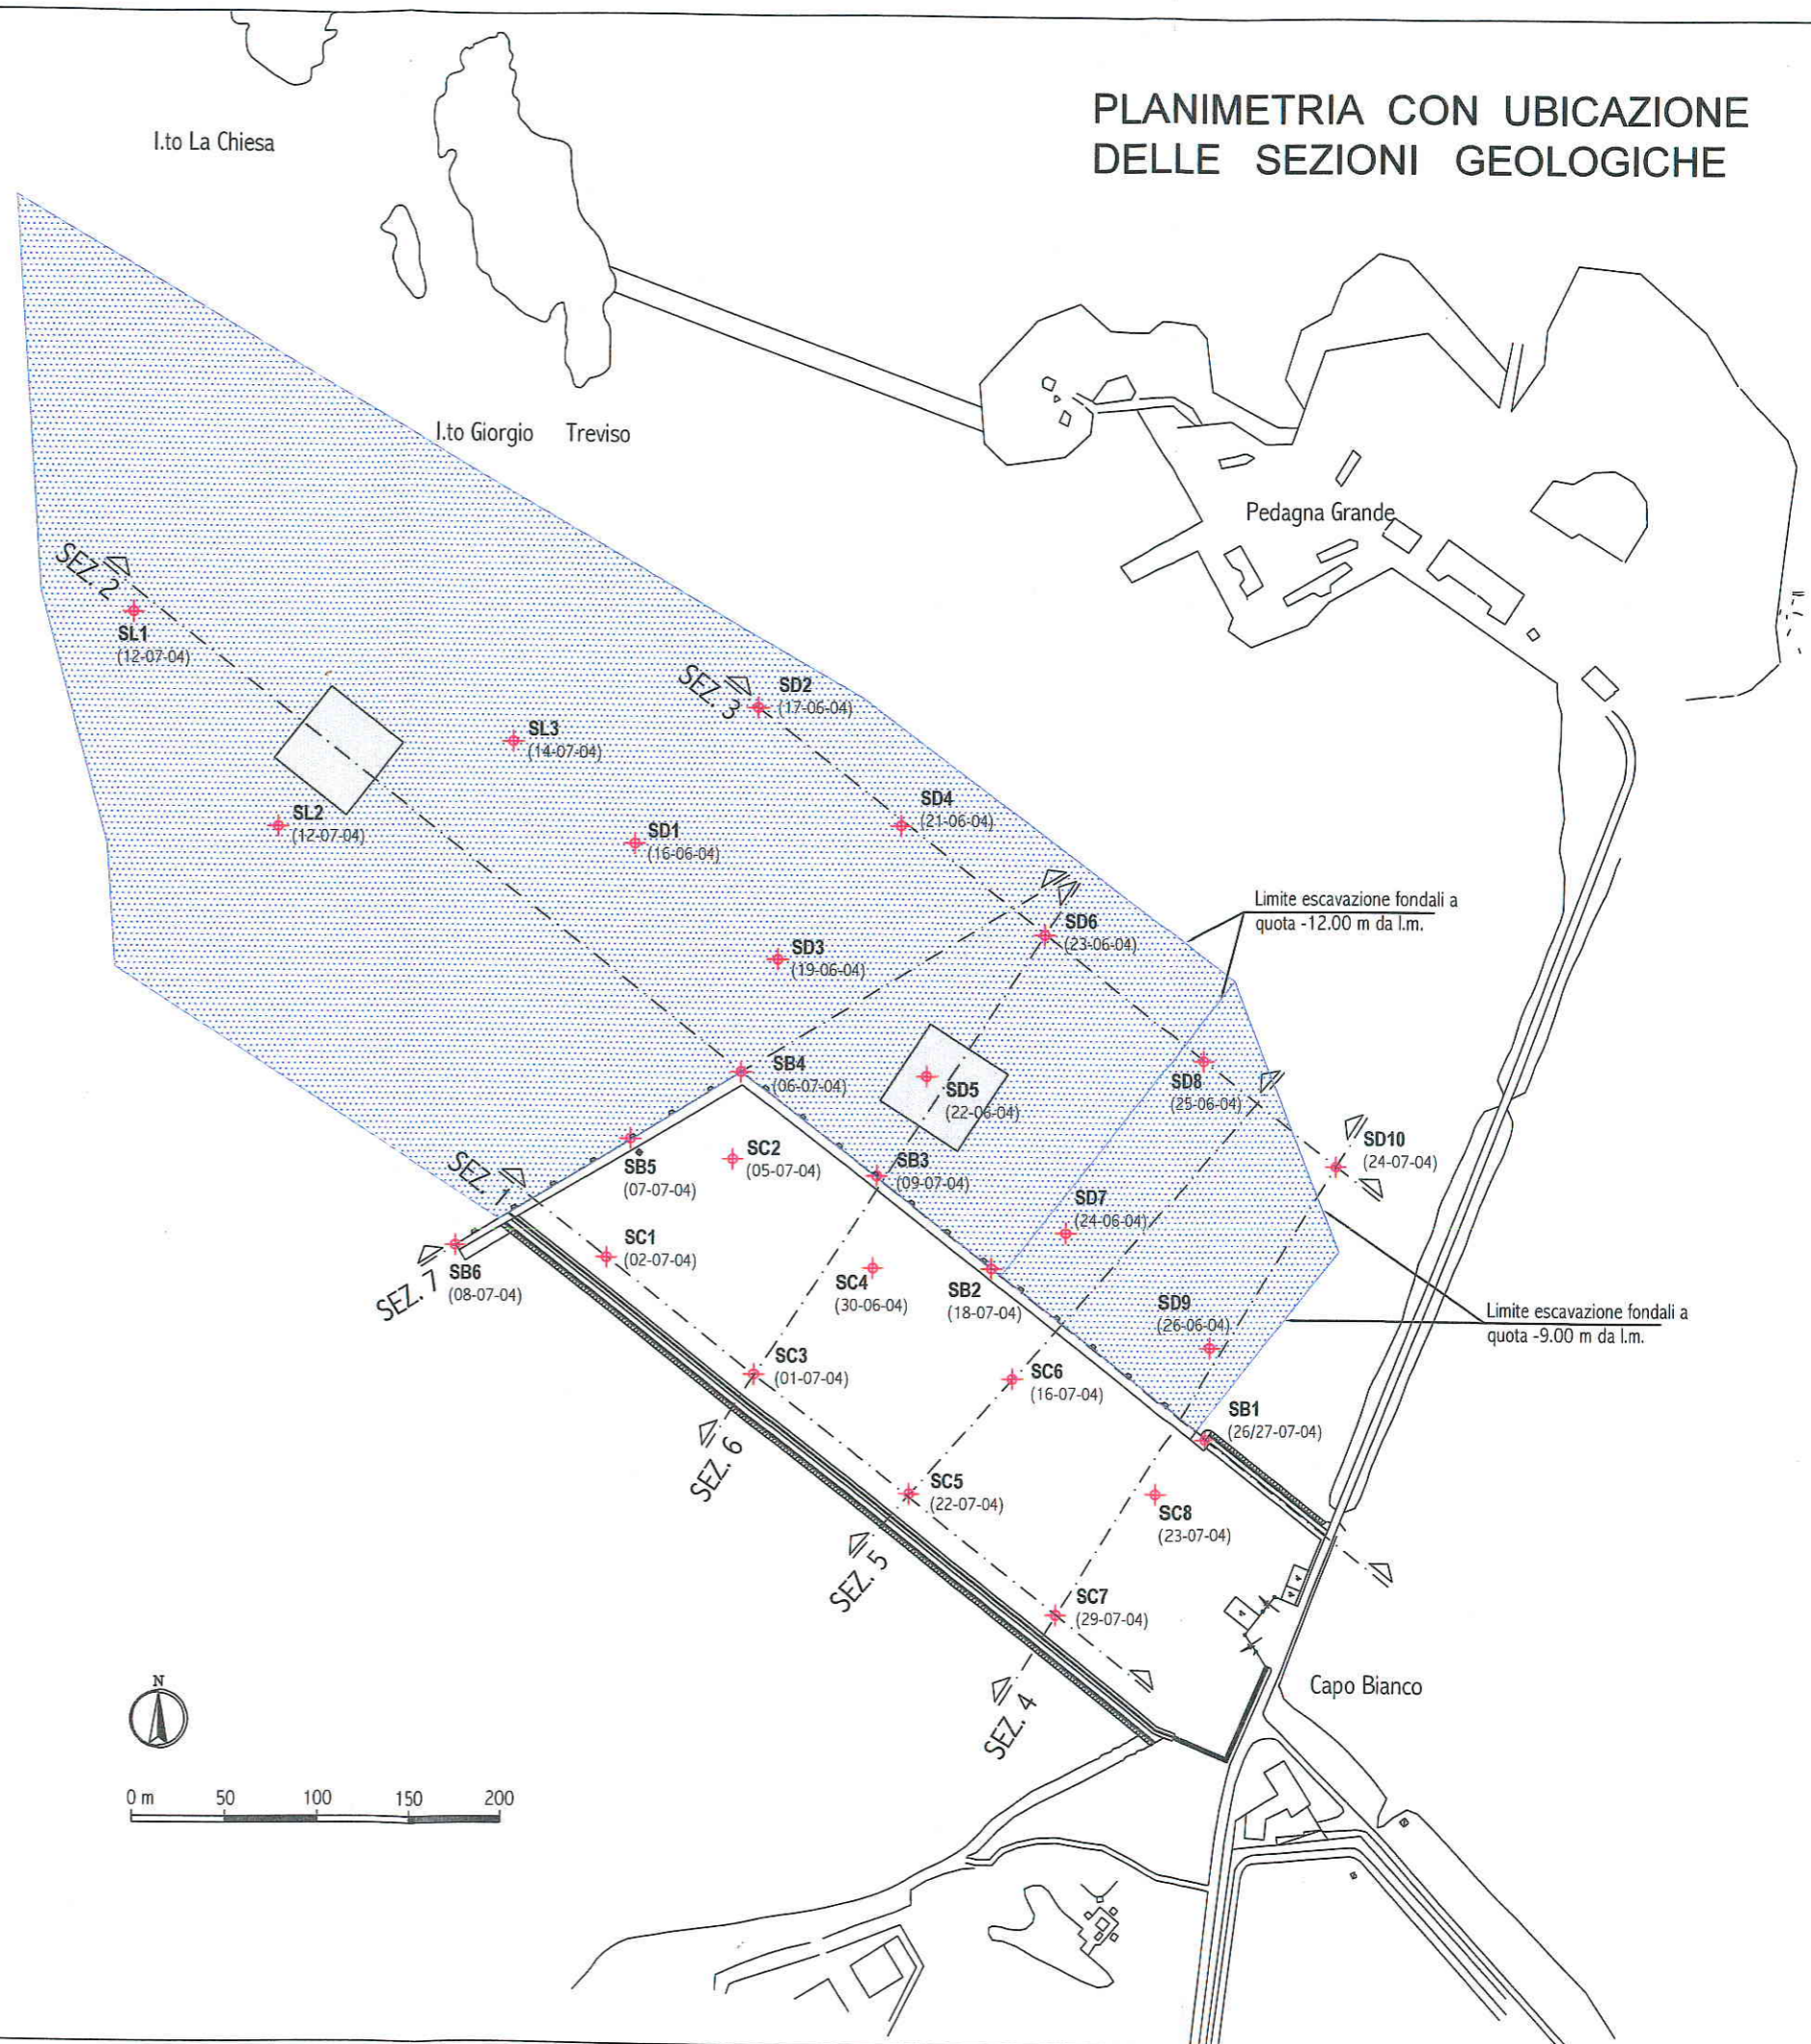 PLANIMETRIA CON UBICAZIONE
DELLE SEZIONI GEOLOGICHE
I.to La Chiesa
I.to Giorgio Treviso
Pedagna Grande
SEZ. 2
SL1
(12-07-04)
SEZ. 3
SD2
(17-06-04)
SL3
(14-07-04)
SL2
(12-07-04)
SD4
(21-06-04)
SD1
(16-06-04)
Limite escavazione fondali a
quota -12.00 m da l.m.
SD6
(23-06-04)
SD3
(19-06-04)
SB4
(06-07-04)
SD5
(22-06-04)
SD8
(25-06-04)
SD10
(24-07-04)
SEZ. 1
SB5
(07-07-04)
SC2
(05-07-04)
SB3
(09-07-04)
SD7
(24-06-04)
SEZ. 7
SB6
(08-07-04)
SC1
(02-07-04)
SC4
(30-06-04)
SB2
(18-07-04)
SD9
(26-06-04)
Limite escavazione fondali a
quota -9.00 m da l.m.
SC3
(01-07-04)
SC6
(16-07-04)
SB1
(26/27-07-04)
SEZ. 6
SC5
(22-07-04)
SC8
(23-07-04)
SEZ. 5
SC7
(29-07-04)
SEZ. 4
Capo Bianco
N
0 m 50 100 150 200